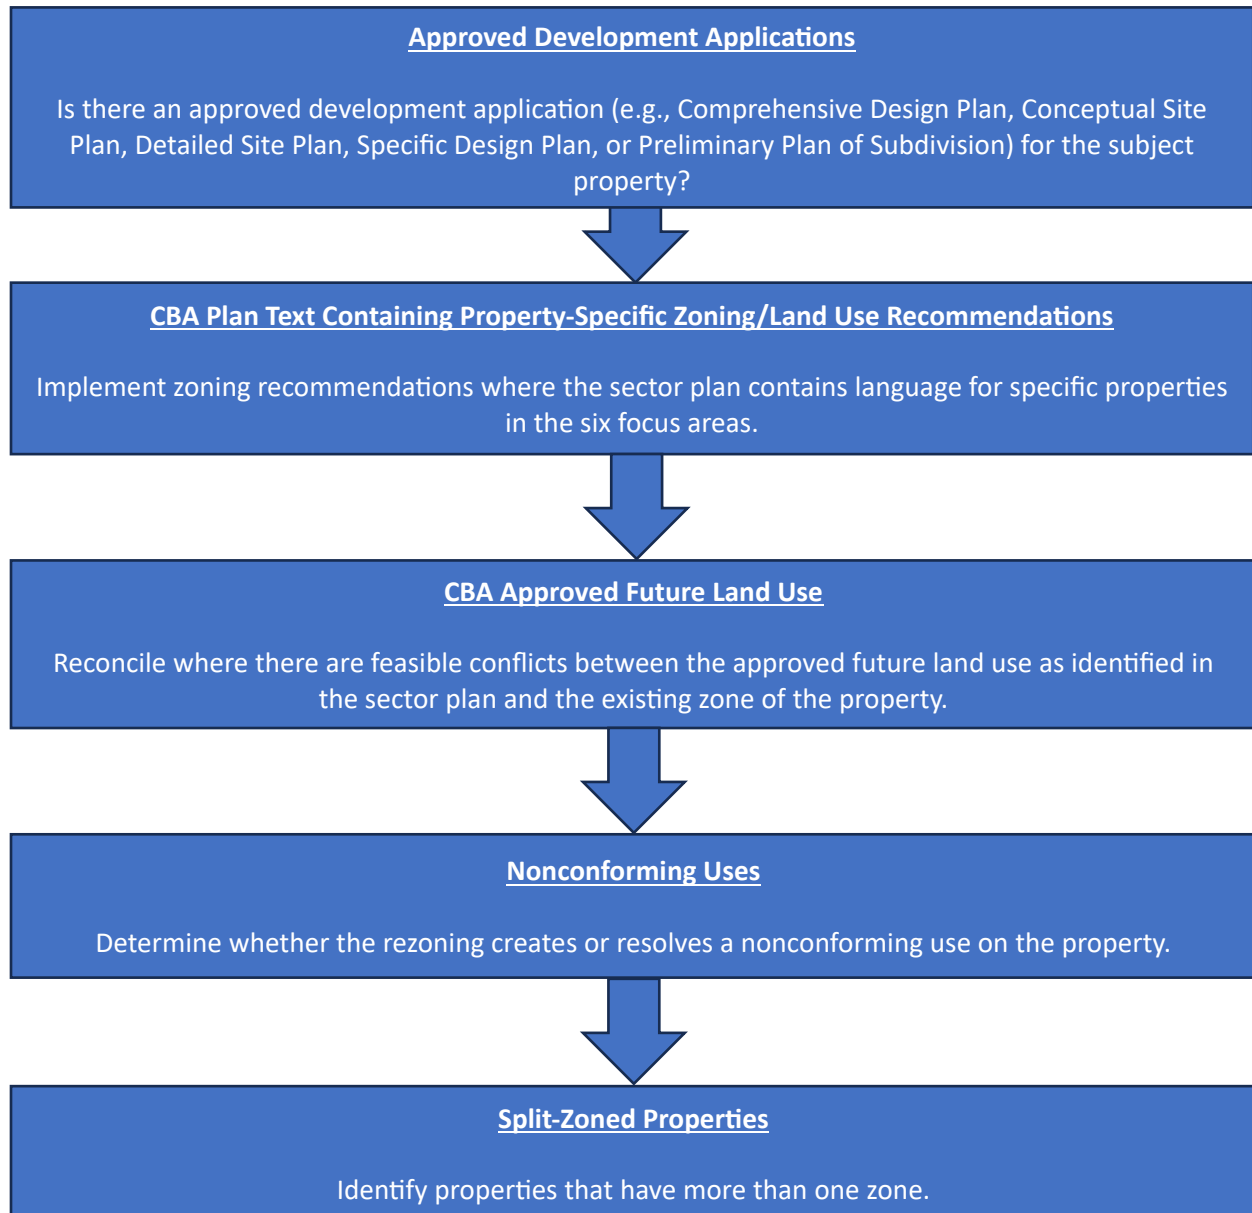 Approved Development Applications
Is there an approved development application (e.g., Comprehensive Design Plan, Conceptual Site
Plan, Detailed Site Plan, Specific Design Plan, or Preliminary Plan of Subdivision) for the subject
property?
CBA Plan Text Containing Property-Specific Zoning/Land Use Recommendations
Implement zoning recommendations where the sector plan contains language for specific properties
in the six focus areas.
CBA Approved Future Land Use
Reconcile where there are feasible conflicts between the approved future land use as identified in
the sector plan and the existing zone of the property.
Nonconforming Uses
Determine whether the rezoning creates or resolves a nonconforming use on the property.
Split-Zoned Properties
Identify properties that have more than one zone.